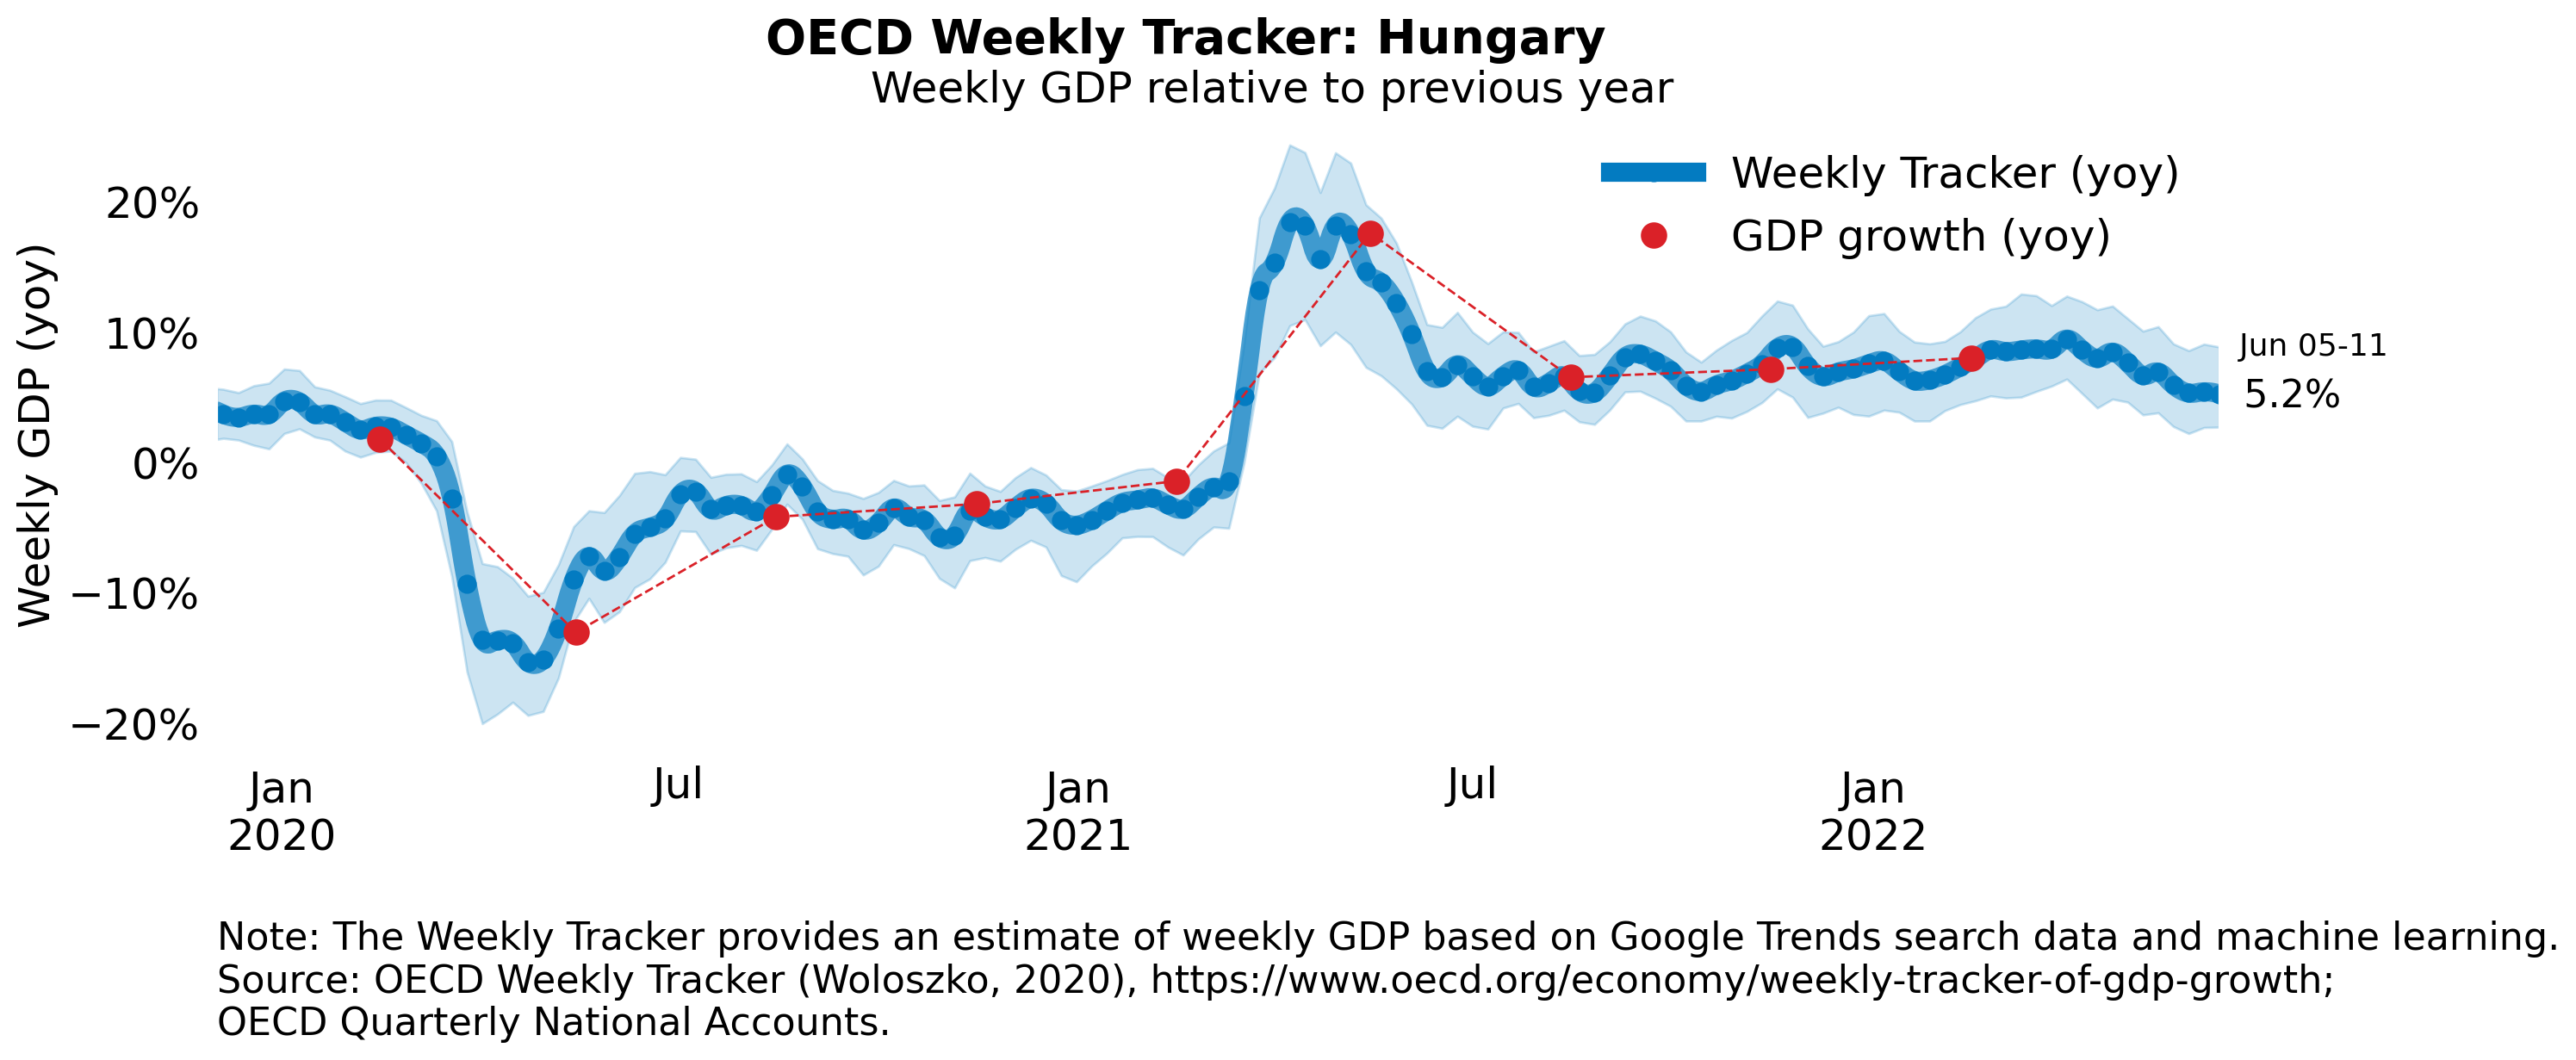 OECD Weekly Tracker: Hungary
Weekly GDP relative to previous year
Weekly Tracker (yoy)
GDP growth (yoy)
Weekly GDP (yoy)
20%
10%
0%
−10%
−20%
Jun 05-11
5.2%
Jan
2020
Jul
Jan
2021
Jul
Jan
2022
Note: The Weekly Tracker provides an estimate of weekly GDP based on Google Trends search data and machine learning.
Source: OECD Weekly Tracker (Woloszko, 2020), https://www.oecd.org/economy/weekly-tracker-of-gdp-growth;
OECD Quarterly National Accounts.